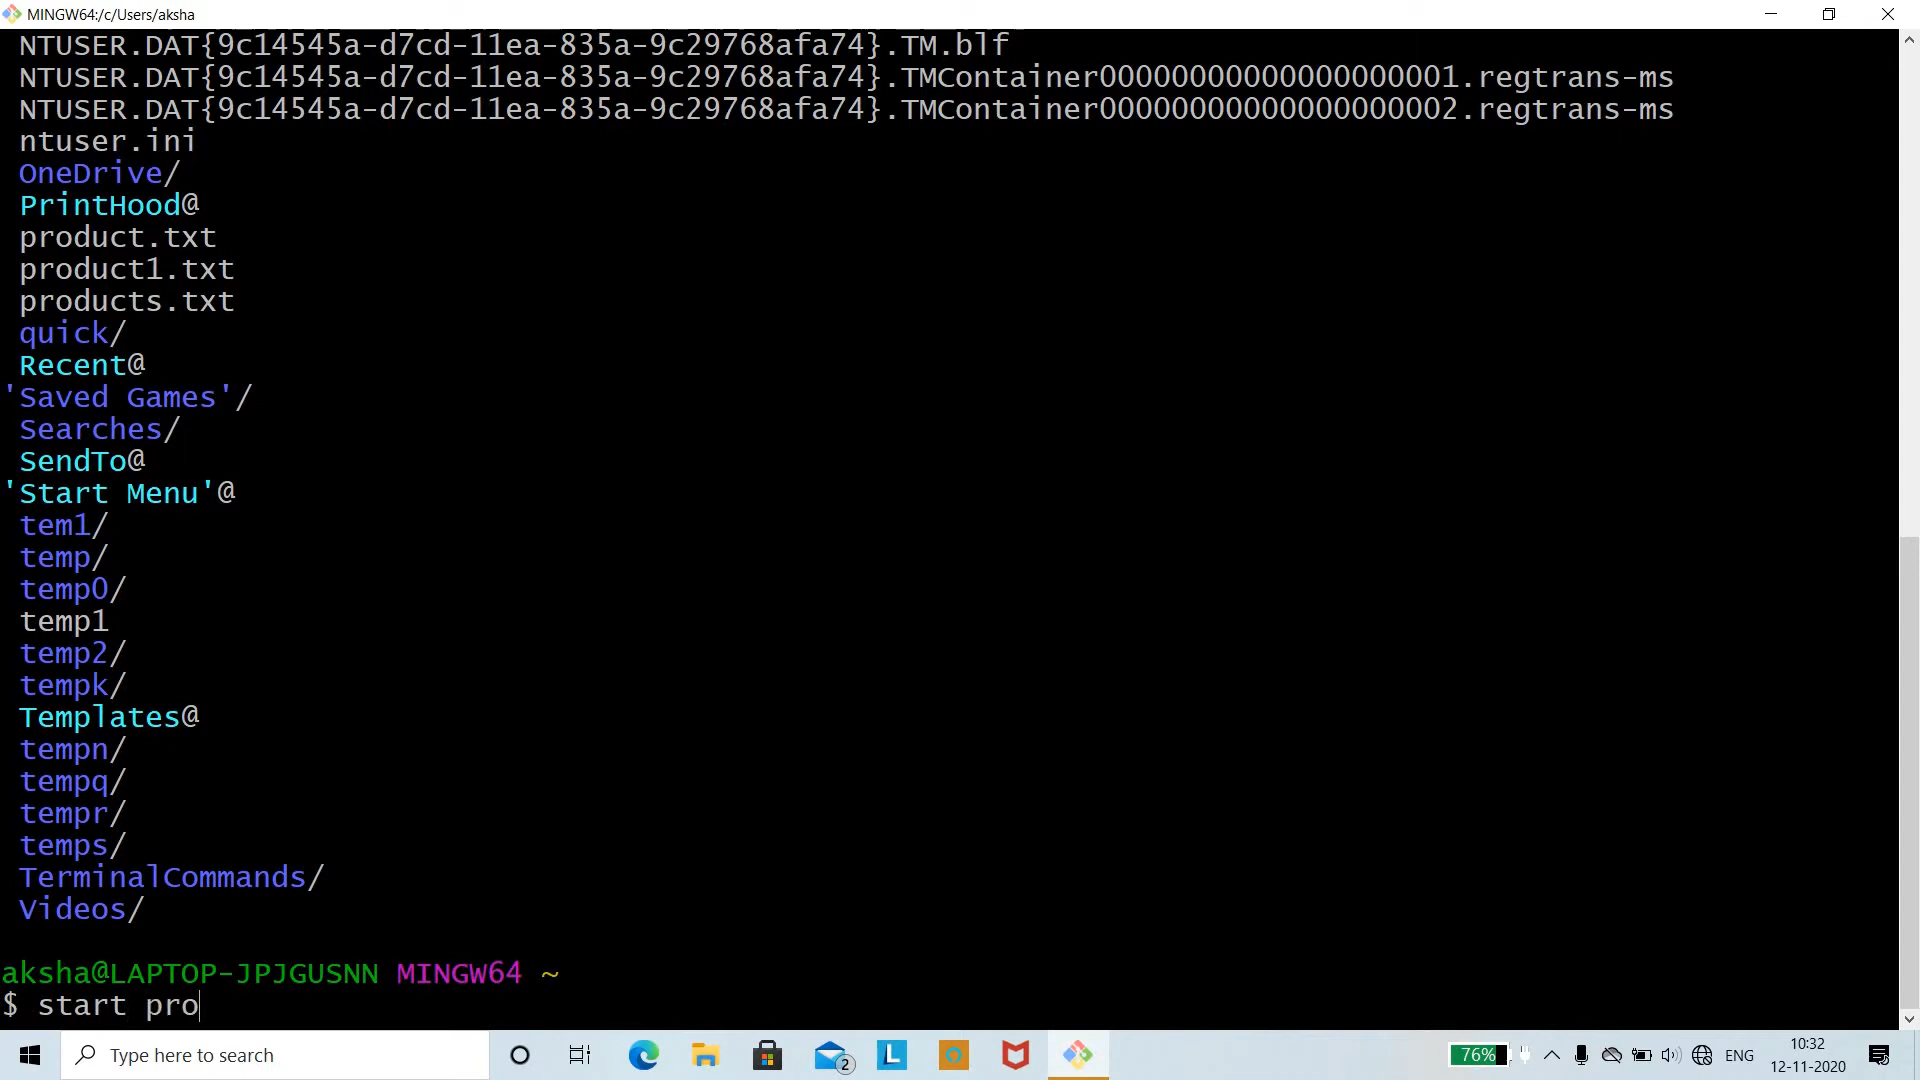 MINGW64:/c/Users/aksha
NTUSER.DAT{9c14545a-d7cd-11ea-835a-9c29768afa74}.TM.blf
NTUSER.DAT{9c14545a-d7cd-11ea-835a-9c29768afa74}.TMContainer00000000000000000001.regtrans-ms
NTUSER.DAT{9c14545a-d7cd-11ea-835a-9c29768afa74}.TMContainer00000000000000000002.regtrans-ms
ntuser.ini
OneDrive/
PrintHood@
product.txt
product1.txt
products.txt
quick/
Recent@
'Saved Games'/
Searches/
SendTo@
'Start Menu'@
tem1/
temp/
temp0/
temp1
temp2/
tempk/
Templates@
tempn/
tempq/
tempr/
temps/
TerminalCommands/
Videos/
aksha@LAPTOP-JPJGUSNN MINGW64 ~
$ start pro
Type here to search
2
L
76%
ENG
10:32
12-11-2020